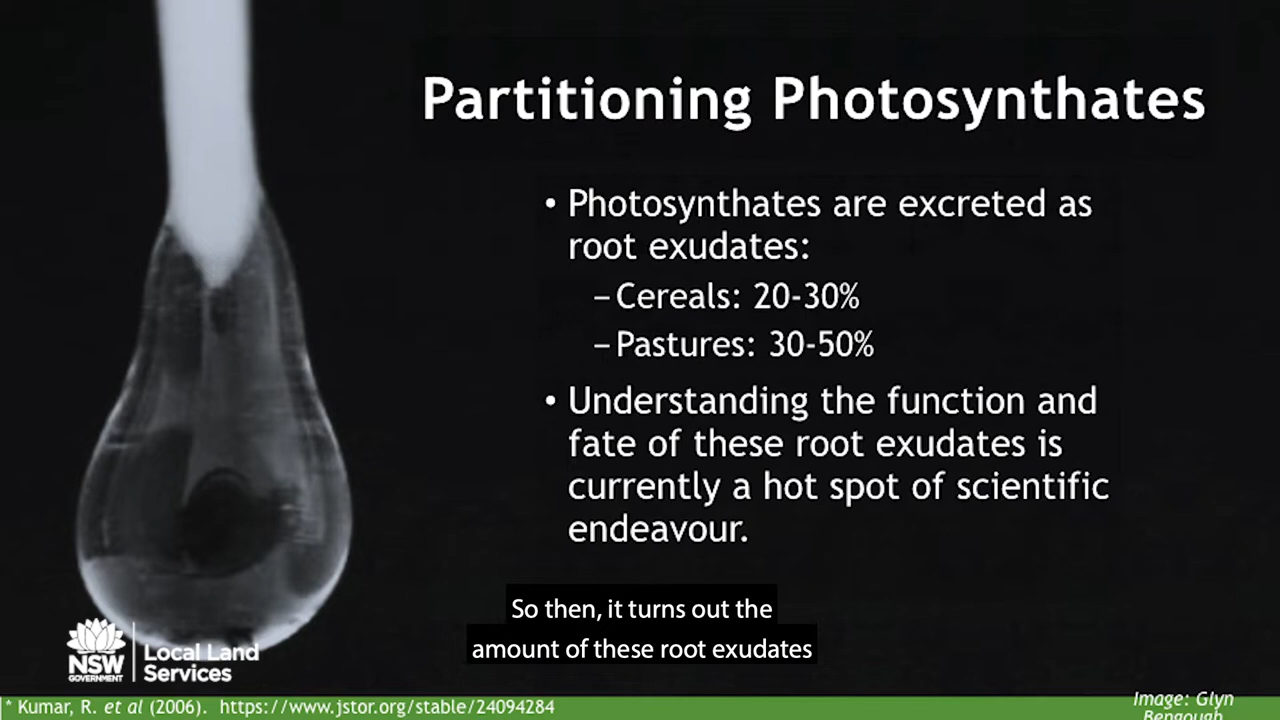 Partitioning Photosynthates
• Photosynthates are excreted as
root exudates:
– Cereals: 20-30%
– Pastures: 30-50%
• Understanding the function and
fate of these root exudates is
currently a hot spot of scientific
endeavour.
So then, it turns out the
amount of these root exudates
NSW
GOVERNMENT
Local Land
Services
* Kumar, R. et al (2006). https://www.jstor.org/stable/24094284
Image: Glyn
Bengough